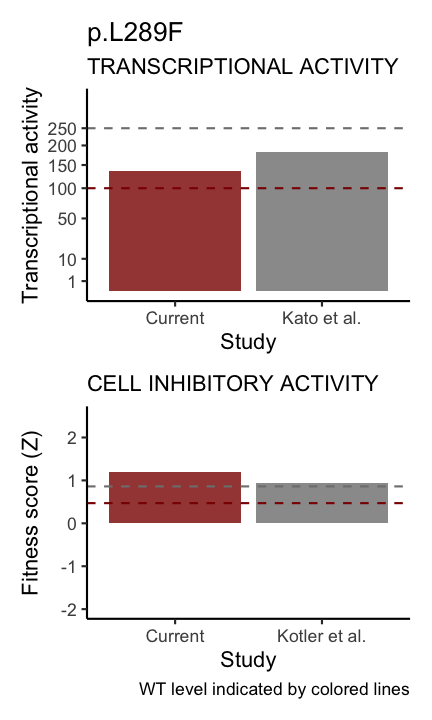 p.L289F
TRANSCRIPTIONAL ACTIVITY
Transcriptional activity
250
200
150
100
50
10
1
Current
Kato et al.
Study
CELL INHIBITORY ACTIVITY
Fitness score (Z)
2
1
0
-1
-2
Current
Kotler et al.
Study
WT level indicated by colored lines